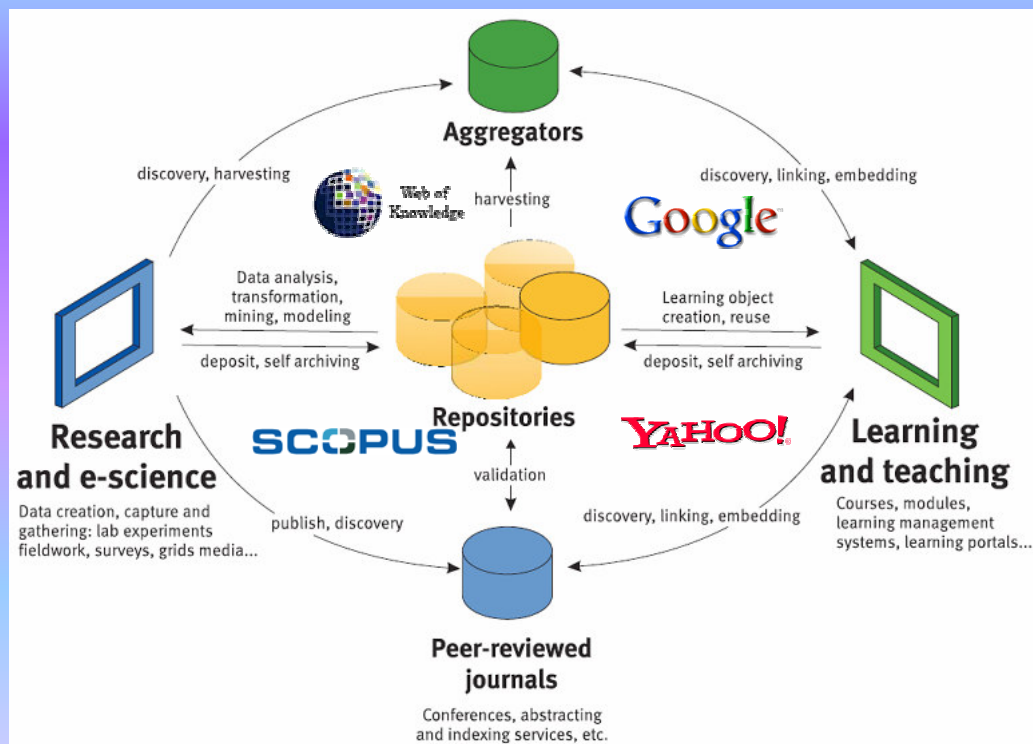 Aggregators
discovery, harvesting
discovery, linking, embedding
Web of
Knowledge
harvesting
Google™
Data analysis,
transformation,
mining, modeling
Learning object
creation, reuse
deposit, self archiving
deposit, self archiving
Repositories
SCOPUS
YAHOO!®
Research
and e-science
Learning
and teaching
validation
Data creation, capture and
gathering: lab experiments
fieldwork, surveys, grids media...
publish, discovery
discovery, linking, embedding
Courses, modules,
learning management
systems, learning portals...
Peer-reviewed
journals
Conferences, abstracting
and indexing services, etc.